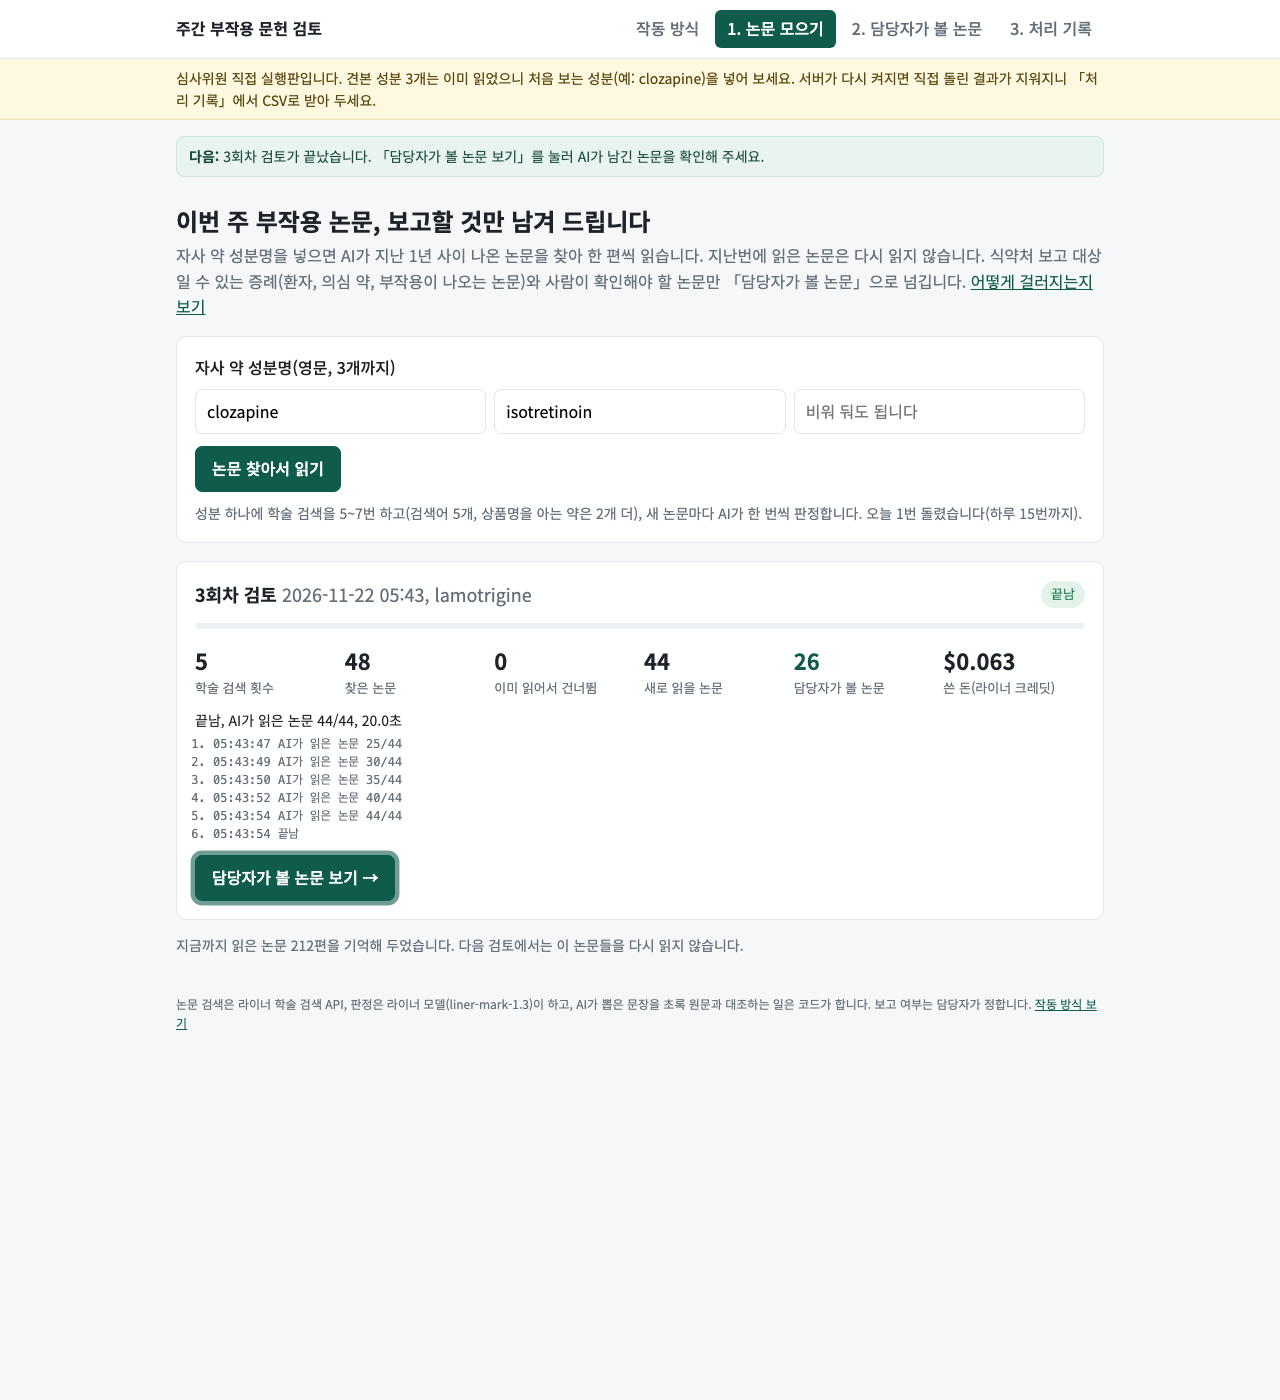 주간 부작용 문헌 검토
작동 방식
1. 논문 모으기
2. 담당자가 볼 논문
3. 처리 기록
심사위원 직접 실행판입니다. 견본 성분 3개는 이미 읽었으니 처음 보는 성분(예: clozapine)을 넣어 보세요. 서버가 다시 켜지면 직접 돌린 결과가 지워지니 「처
리 기록」에서 CSV로 받아 두세요.
다음: 3회차 검토가 끝났습니다. 「담당자가 볼 논문 보기」를 눌러 AI가 남긴 논문을 확인해 주세요.
이번 주 부작용 논문, 보고할 것만 남겨 드립니다
자사 약 성분명을 넣으면 AI가 지난 1년 사이 나온 논문을 찾아 한 편씩 읽습니다. 지난번에 읽은 논문은 다시 읽지 않습니다. 식약처 보고 대상
일 수 있는 증례(환자, 의심 약, 부작용이 나오는 논문)와 사람이 확인해야 할 논문만 「담당자가 볼 논문」으로 넘깁니다. 어떻게 걸러지는지
보기
자사 약 성분명(영문, 3개까지)
clozapine
isotretinoin
비워 둬도 됩니다
논문 찾아서 읽기
성분 하나에 학술 검색을 5~7번 하고(검색어 5개, 상품명을 아는 약은 2개 더), 새 논문마다 AI가 한 번씩 판정합니다. 오늘 1번 돌렸습니다(하루 15번까지).
3회차 검토 2026-11-22 05:43, lamotrigine
끝남
5
48
0
44
26
$0.063
학술 검색 횟수
찾은 논문
이미 읽어서 건너뜀
새로 읽을 논문
담당자가 볼 논문
쓴 돈(라이너 크레딧)
끝남, AI가 읽은 논문 44/44, 20.0초
1. 05:43:47 AI가 읽은 논문 25/44
2. 05:43:49 AI가 읽은 논문 30/44
3. 05:43:50 AI가 읽은 논문 35/44
4. 05:43:52 AI가 읽은 논문 40/44
5. 05:43:54 AI가 읽은 논문 44/44
6. 05:43:54 끝남
담당자가 볼 논문 보기 →
지금까지 읽은 논문 212편을 기억해 두었습니다. 다음 검토에서는 이 논문들을 다시 읽지 않습니다.
논문 검색은 라이너 학술 검색 API, 판정은 라이너 모델(liner-mark-1.3)이 하고, AI가 뽑은 문장을 초록 원문과 대조하는 일은 코드가 합니다. 보고 여부는 담당자가 정합니다. 작동 방식 보
기